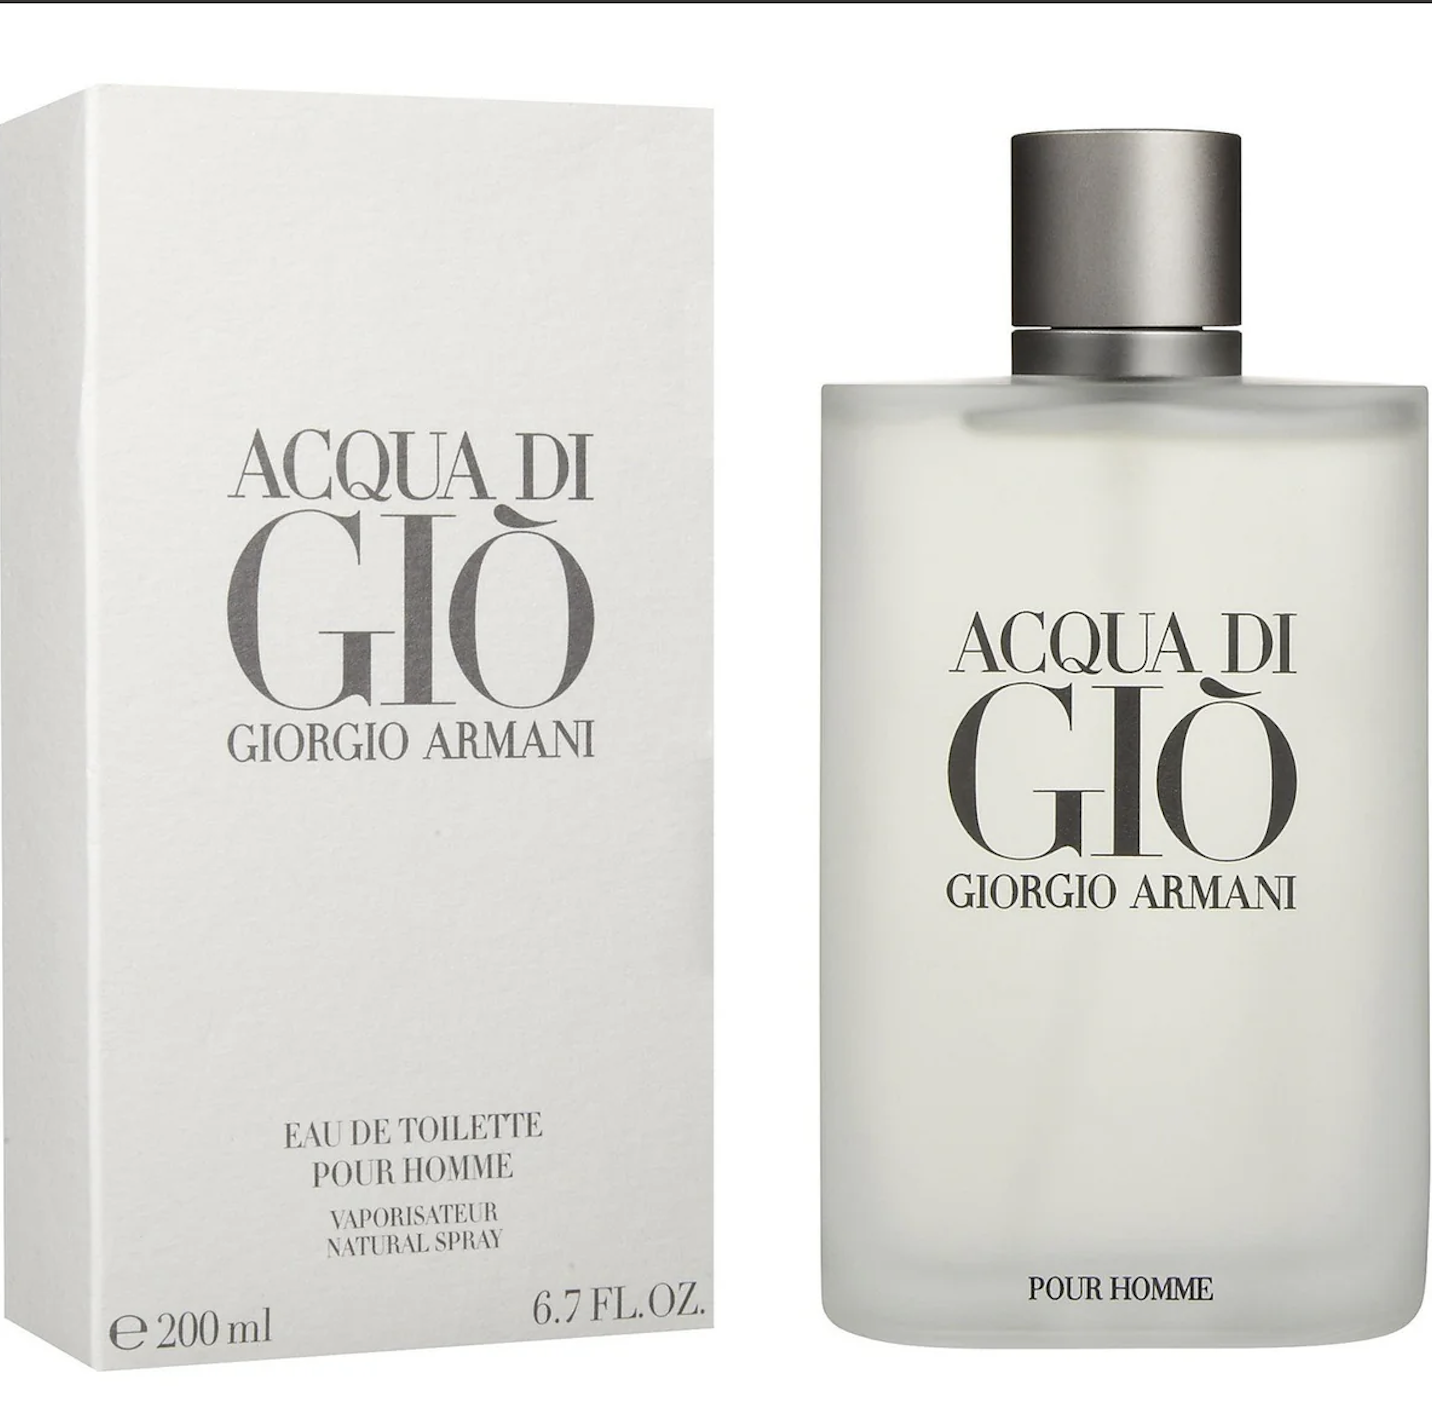 ACQUA DI
GIÒ
GIORGIO ARMANI
EAU DE TOILETTE
POUR HOMME
VAPORISATEUR
NATURAL SPRAY
℮ 200 ml
6.7 FL.OZ.
ACQUA DI
GIÒ
GIORGIO ARMANI
POUR HOMME